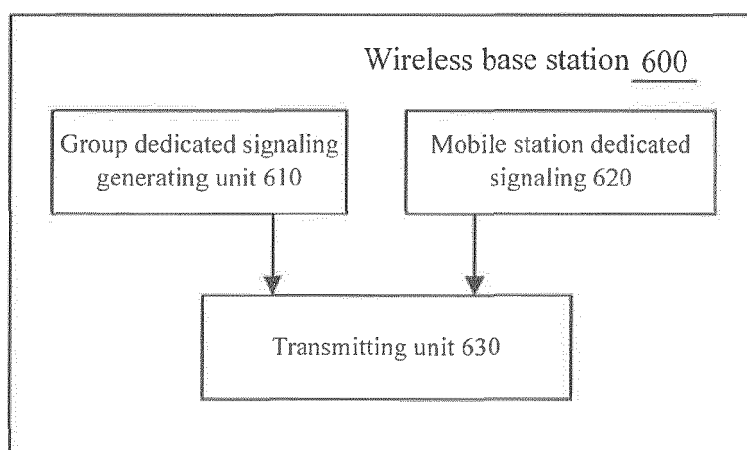 Wireless base station 600
Group dedicated signaling
generating unit 610
Mobile station dedicated
signaling 620
Transmitting unit 630